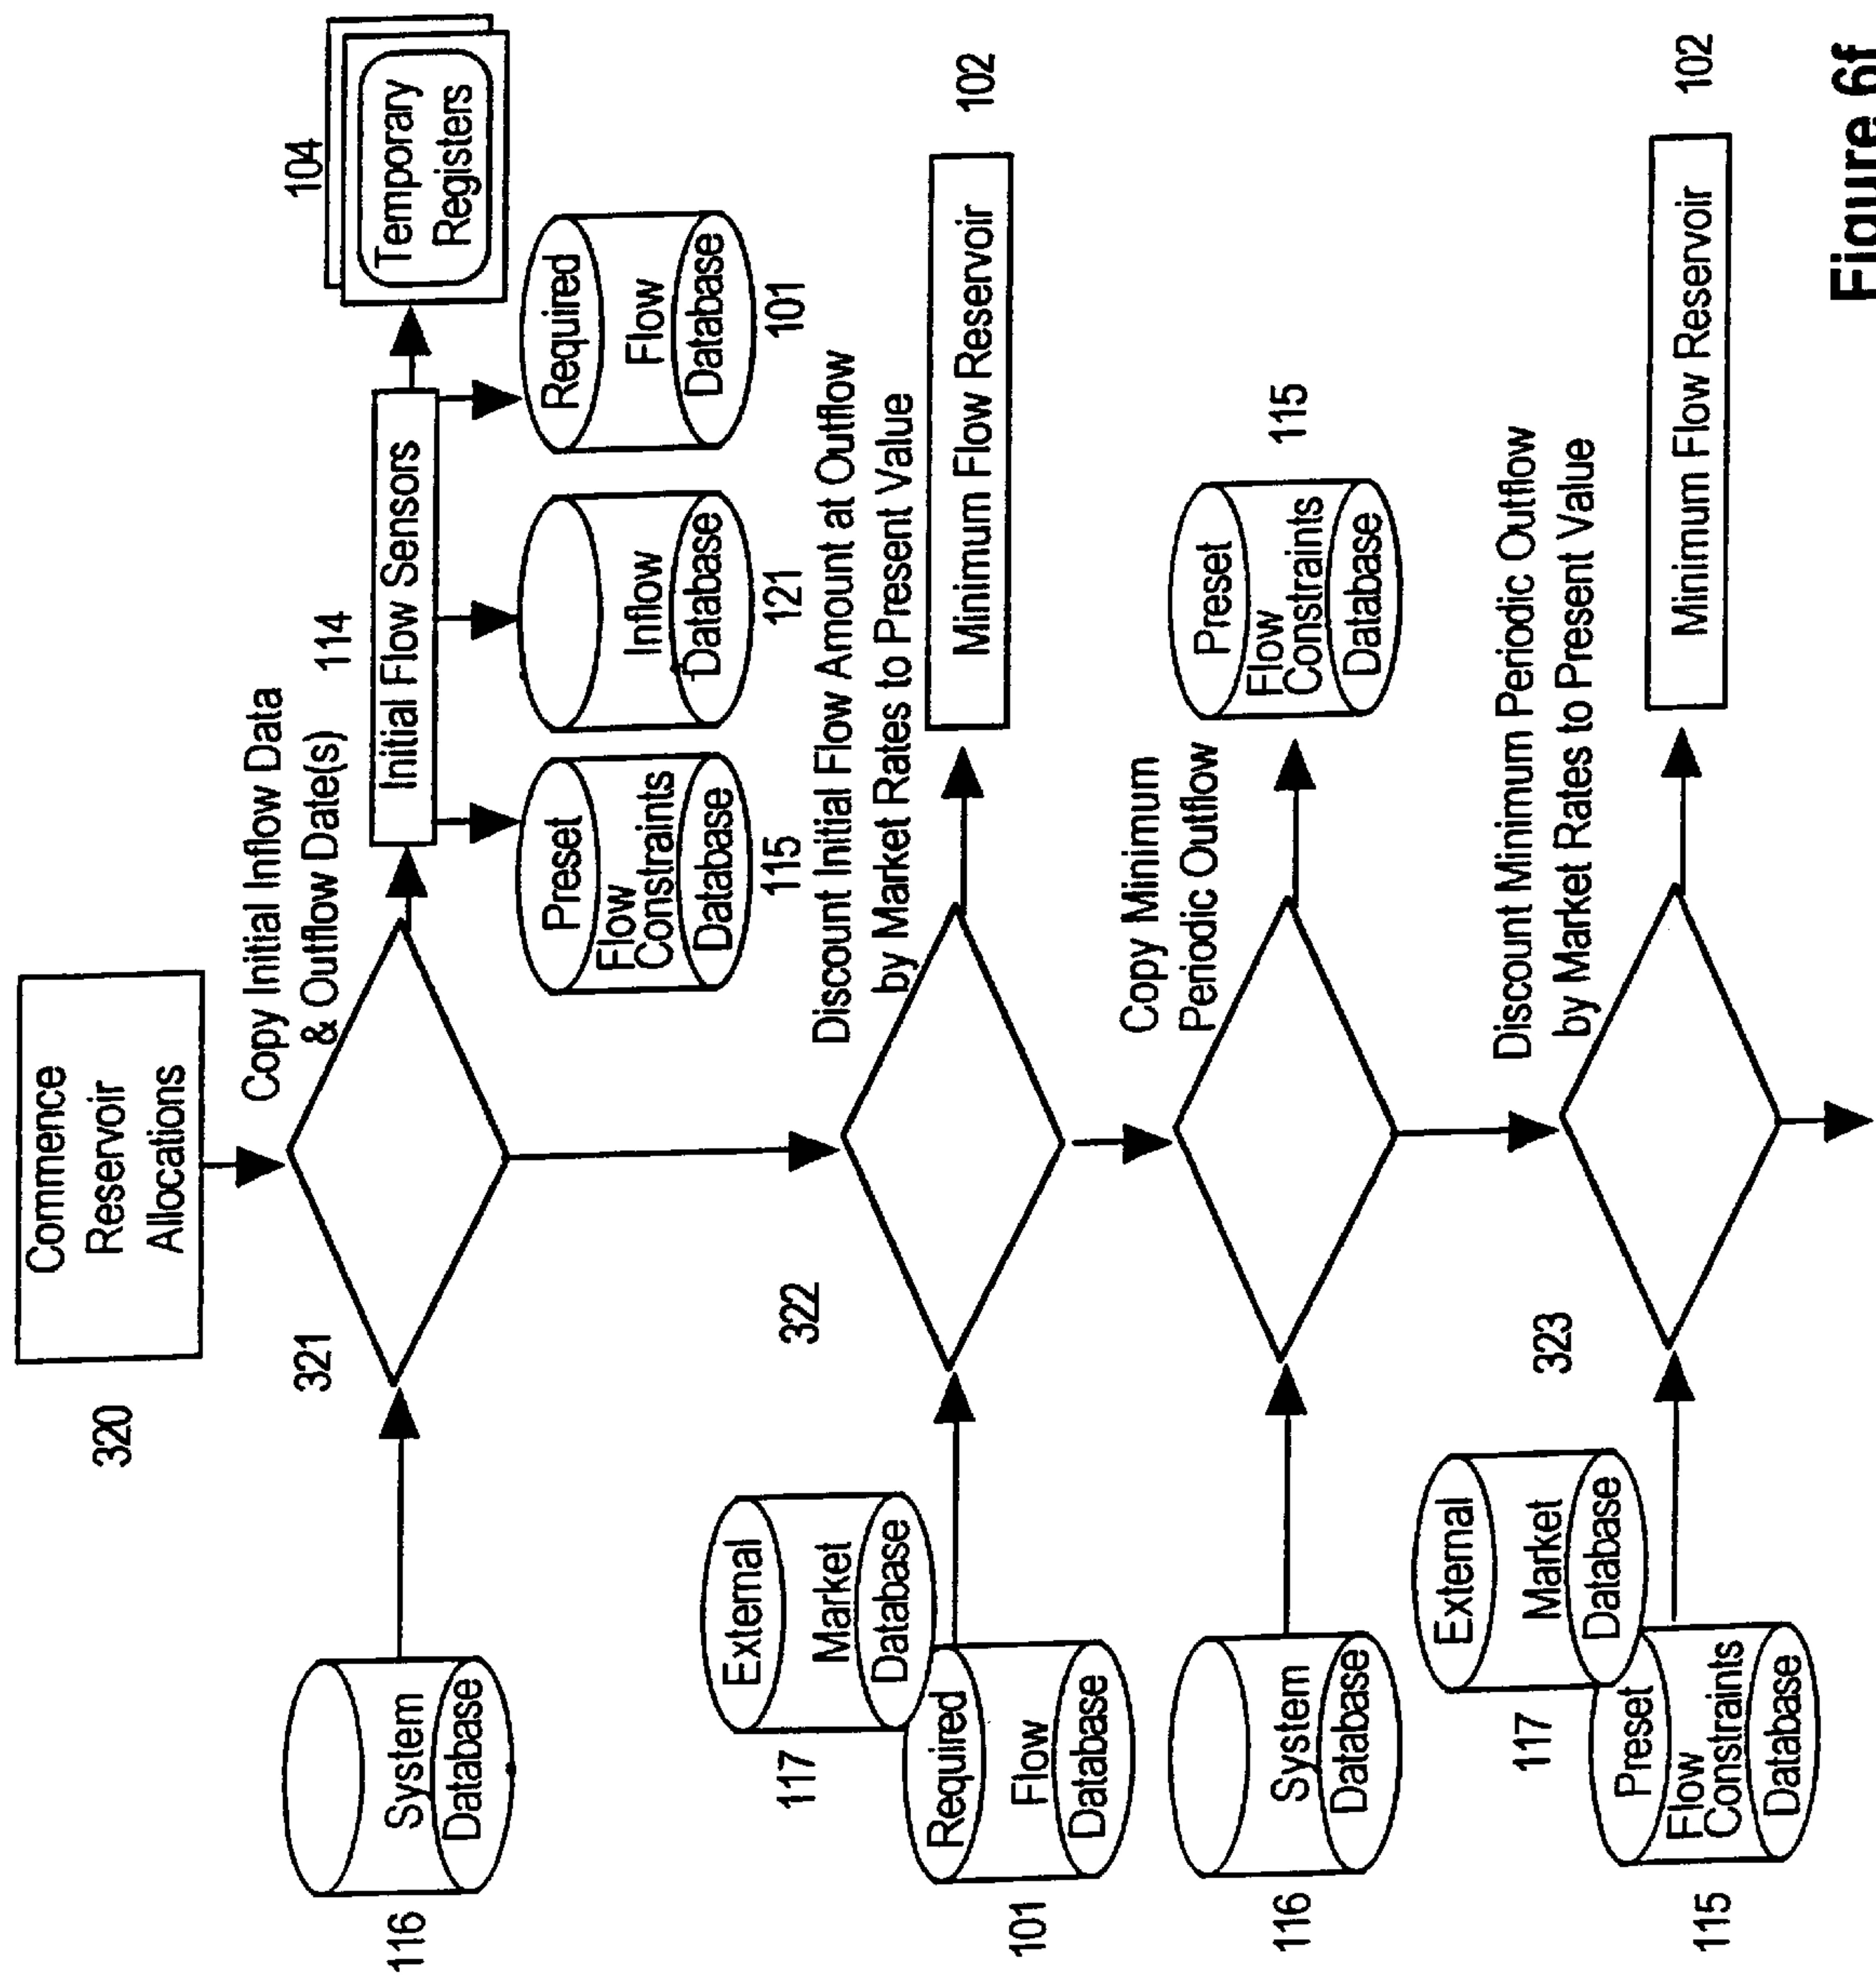 320
Commence
Reservoir
Allocations
Copy Initial Inflow Data
& Outflow Date(s)
321
116
System
Database
114
Initial Flow Sensors
104
Temporary
Registers
Preset
Flow
Constraints
Database
115
Inflow
Database
121
Required
Flow
Database
101
Discount Initial Flow Amount at Outflow
by Market Rates to Present Value
322
117
External
Market
Database
Required
Flow
Database
101
Minimum Flow Reservoir
102
Copy Minimum
Periodic Outflow
116
System
Database
Preset
Flow
Constraints
Database
115
Discount Minimum Periodic Outflow
by Market Rates to Present Value
323
117
External
Market
Database
Preset
Flow
Constraints
Database
115
Minimum Flow Reservoir
102
Figure 6f